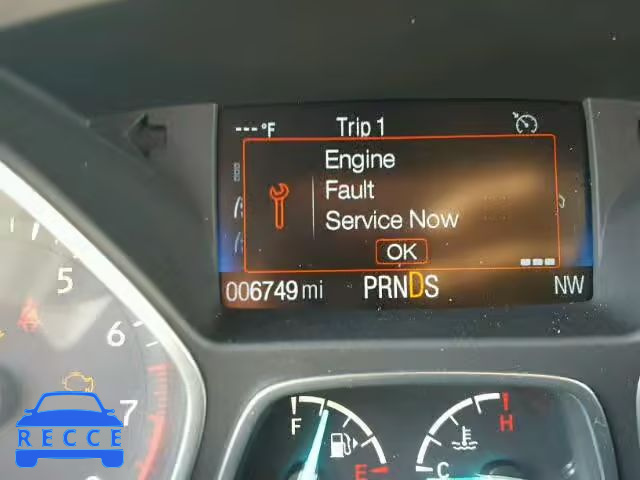 --- °F Trip 1
Engine
Fault
Service Now
OK
006749 mi PRNDS NW
5
6
7
F E
H
C
RECCE